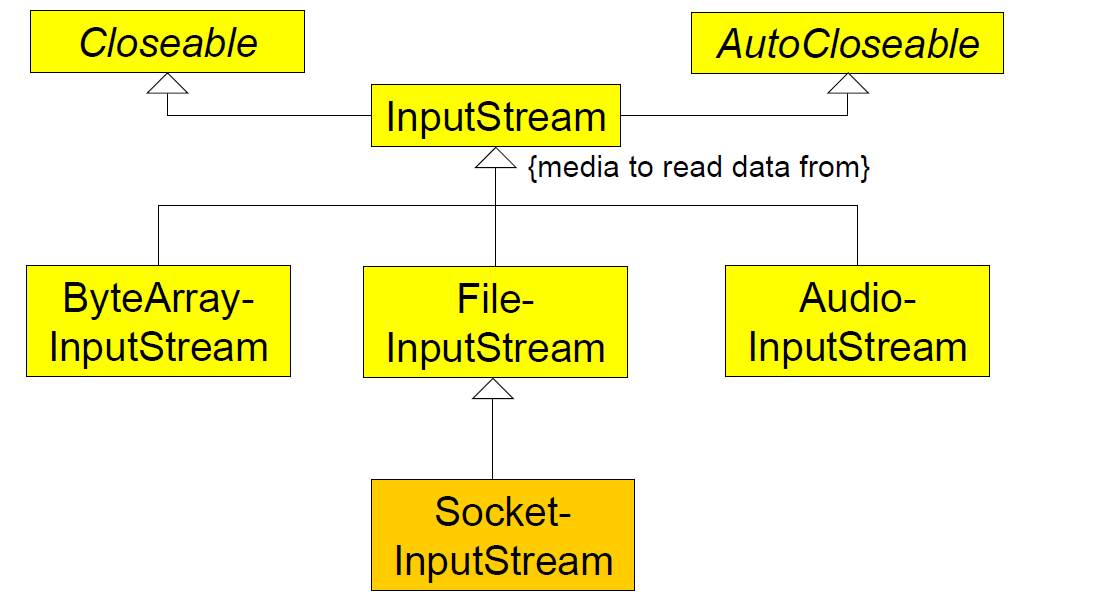 Closeable
AutoCloseable
InputStream
{media to read data from}
ByteArray-
InputStream
File-
InputStream
Audio-
InputStream
Socket-
InputStream